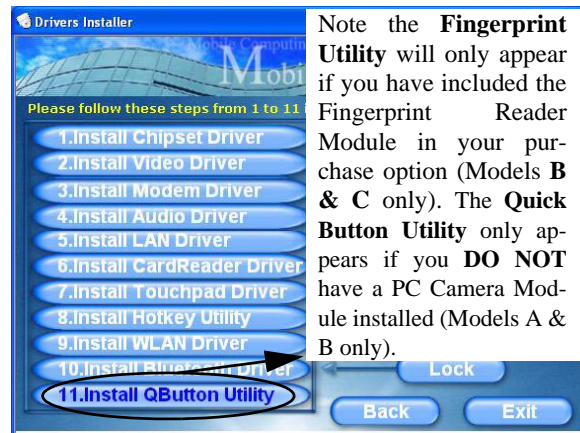 Drivers Installer
Mobile Computin
Mobi
Please follow these steps from 1 to 11
1.Install Chipset Driver
2.Install Video Driver
3.Install Modem Driver
4.Install Audio Driver
5.Install LAN Driver
6.Install CardReader Driver
7.Install Touchpad Driver
8.Install Hotkey Utility
9.Install WLAN Driver
10.Install Bluetooth Driver
11.Install QButton Utility
Note the Fingerprint
Utility will only appear
if you have included the
Fingerprint Reader
Module in your pur-
chase option (Models B
& C only). The Quick
Button Utility only ap-
pears if you DO NOT
have a PC Camera Mod-
ule installed (Models A &
B only).
Lock
Back
Exit